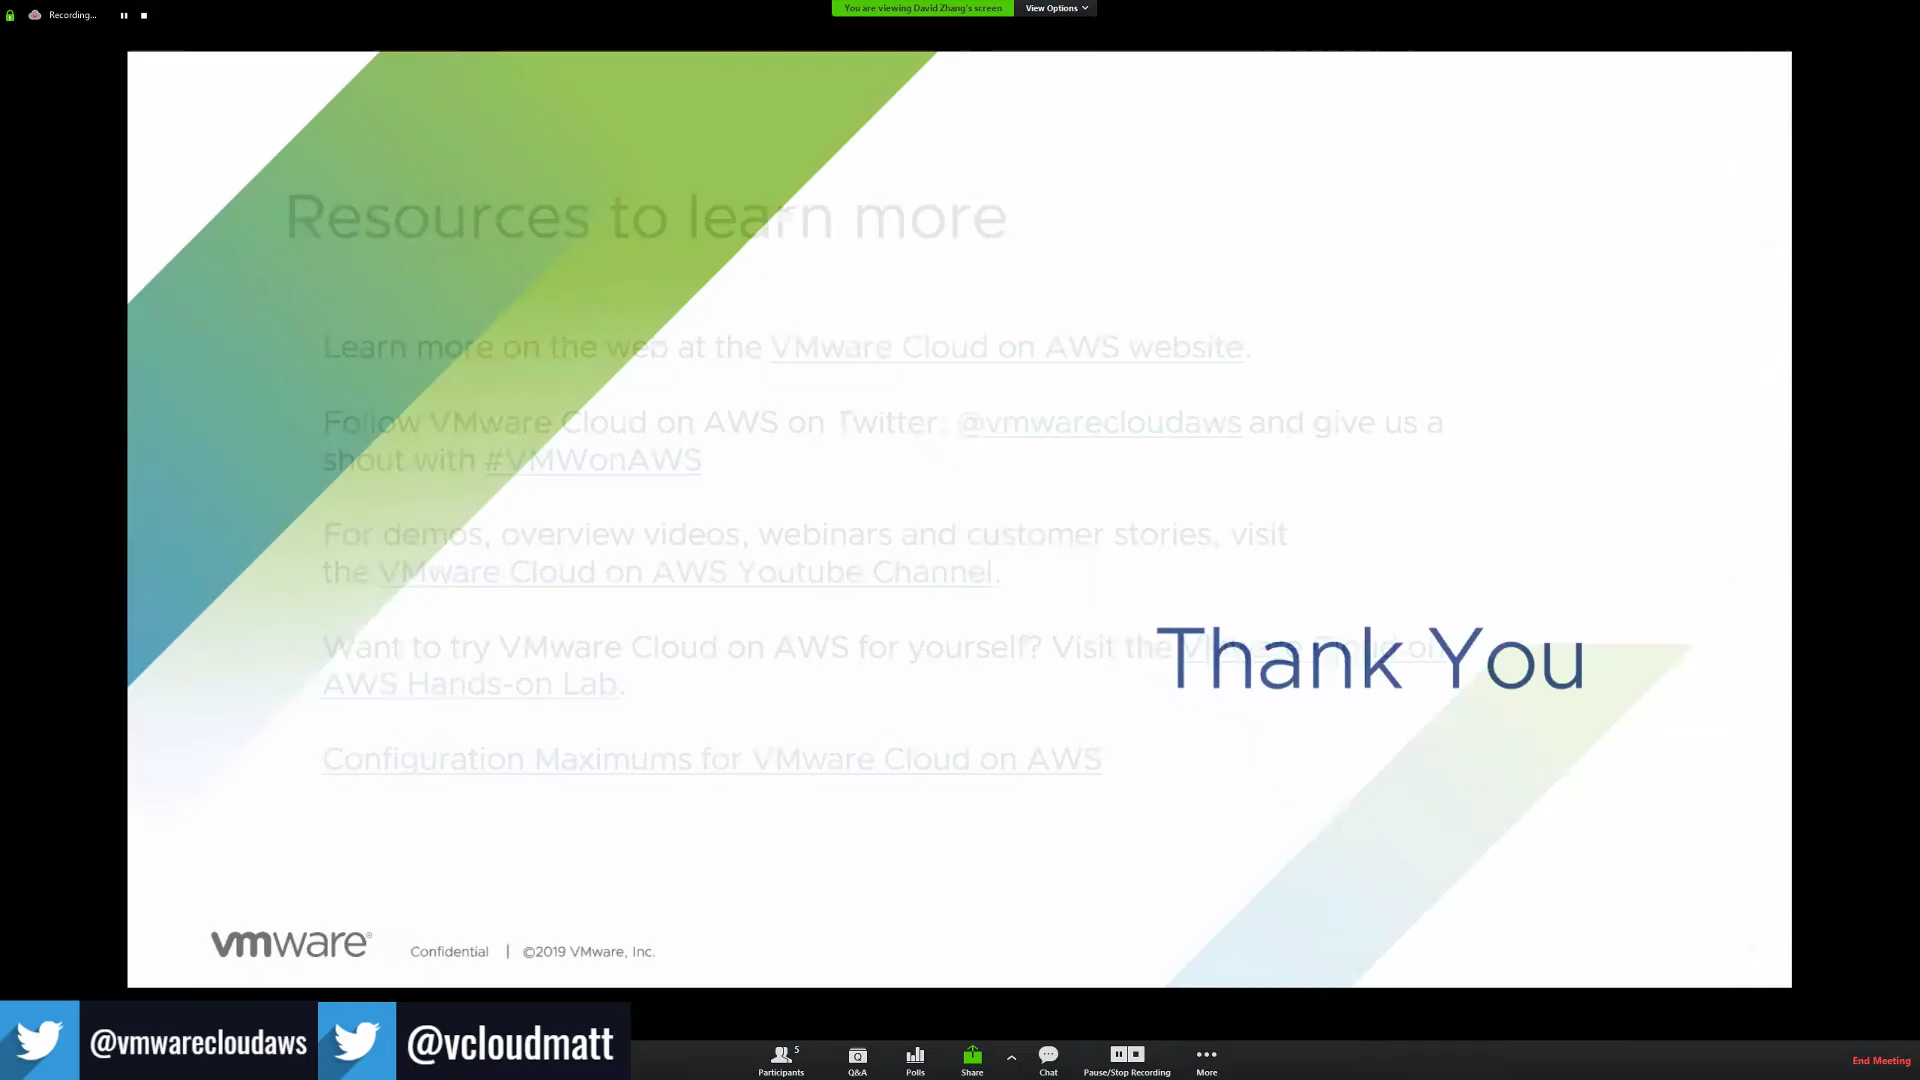 Recording...
You are viewing David Zhang's screen
View Options
Resources to learn more
Learn more on the web at the VMware Cloud on AWS website.
Follow VMware Cloud on AWS on Twitter: @vmwarecloudaws and give us a
shout with #VMWonAWS
For demos, overview videos, webinars and customer stories, visit
the VMware Cloud on AWS Youtube Channel.
Want to try VMware Cloud on AWS for yourself? Visit the VMware Cloud on
AWS Hands-on Lab.
Thank You
Configuration Maximums for VMware Cloud on AWS
vmware®
Confidential | ©2019 VMware, Inc.
@vmwarecloudaws
@vcloudmatt
5
Participants
Q&A
Polls
Share
Chat
Pause/Stop Recording
More
End Meeting